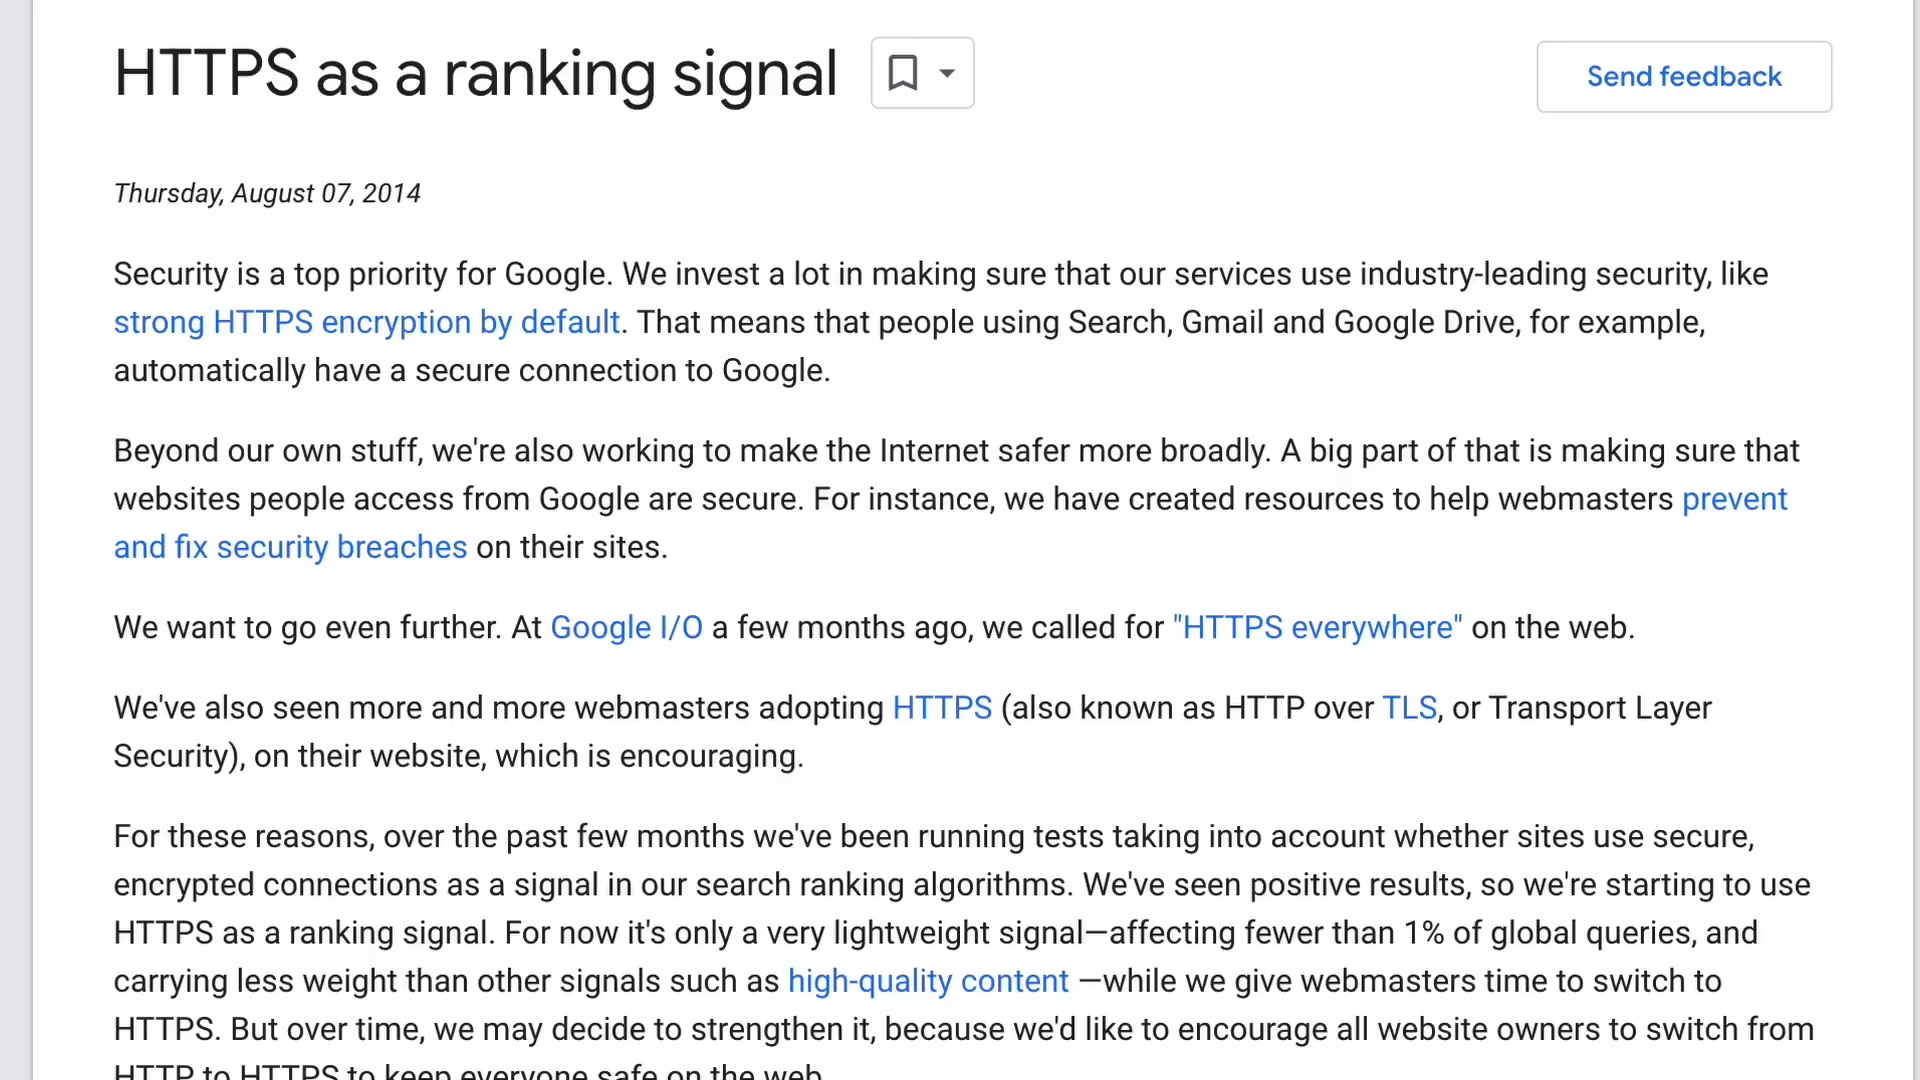 HTTPS as a ranking signal
Send feedback
Thursday, August 07, 2014
Security is a top priority for Google. We invest a lot in making sure that our services use industry-leading security, like
strong HTTPS encryption by default. That means that people using Search, Gmail and Google Drive, for example,
automatically have a secure connection to Google.
Beyond our own stuff, we're also working to make the Internet safer more broadly. A big part of that is making sure that
websites people access from Google are secure. For instance, we have created resources to help webmasters prevent
and fix security breaches on their sites.
We want to go even further. At Google I/O a few months ago, we called for "HTTPS everywhere" on the web.
We've also seen more and more webmasters adopting HTTPS (also known as HTTP over TLS, or Transport Layer
Security), on their website, which is encouraging.
For these reasons, over the past few months we've been running tests taking into account whether sites use secure,
encrypted connections as a signal in our search ranking algorithms. We've seen positive results, so we're starting to use
HTTPS as a ranking signal. For now it's only a very lightweight signal—affecting fewer than 1% of global queries, and
carrying less weight than other signals such as high-quality content —while we give webmasters time to switch to
HTTPS. But over time, we may decide to strengthen it, because we'd like to encourage all website owners to switch from
HTTP to HTTPS to keep everyone safe on the web.